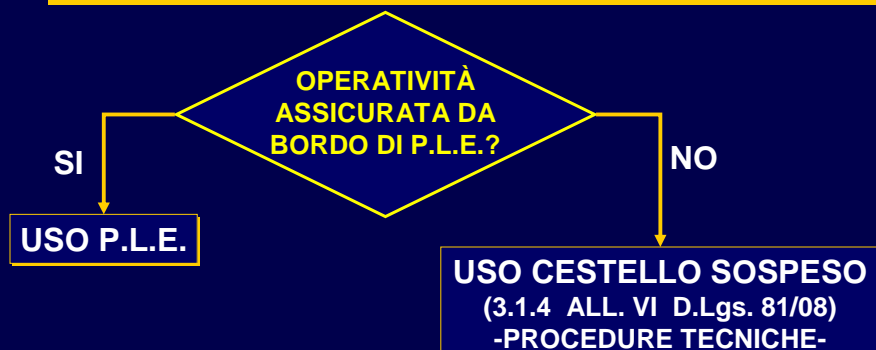 OPERATIVITÀ
ASSICURATA DA
BORDO DI P.L.E.?
SI
NO
USO P.L.E.
USO CESTELLO SOSPESO
(3.1.4 ALL. VI D.Lgs. 81/08)
-PROCEDURE TECNICHE-